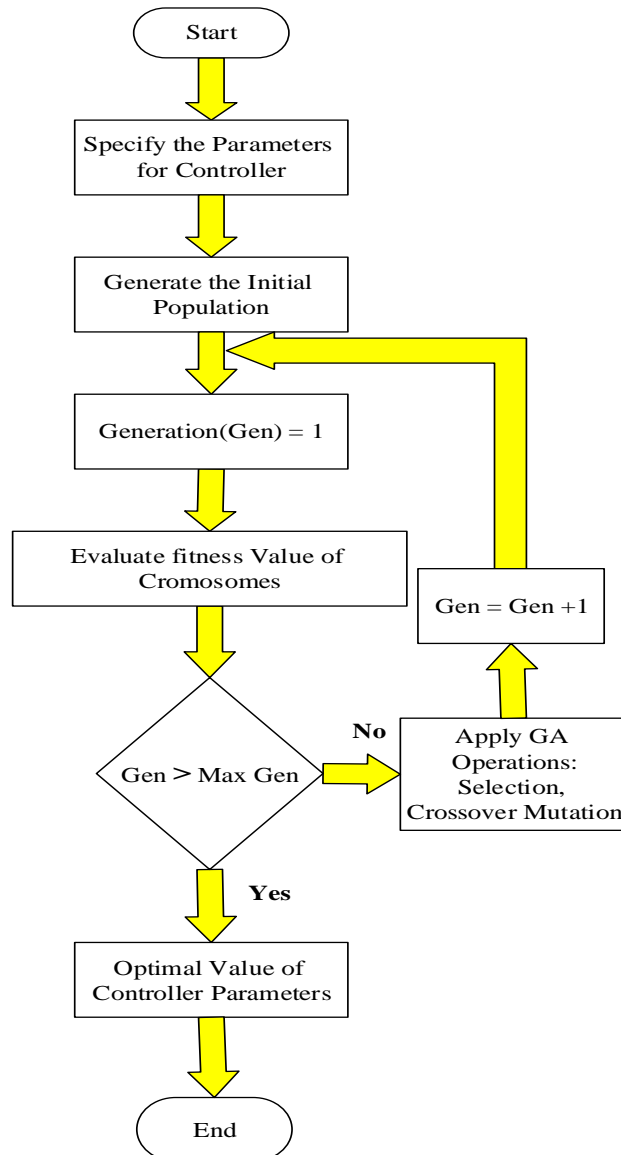 Start
Specify the Parameters
for Controller
Generate the Initial
Population
Generation(Gen) = 1
Evaluate fitness Value of
Cromosomes
Gen = Gen +1
Gen > Max Gen
No
Apply GA
Operations:
Selection,
Crossover Mutation
Yes
Optimal Value of
Controller Parameters
End